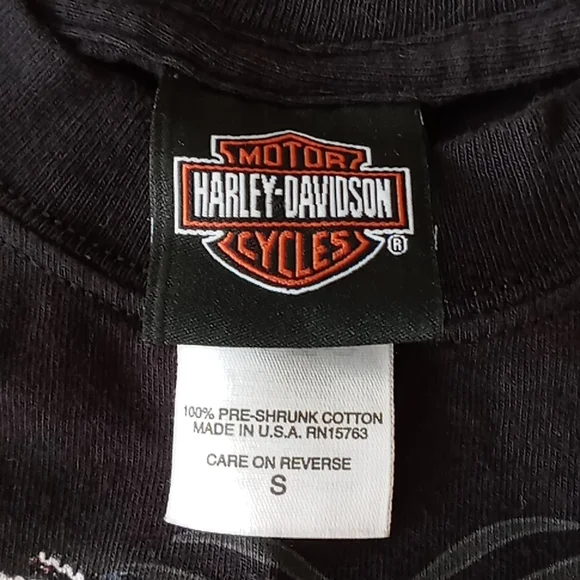 MOTOR
HARLEY-DAVIDSON
CYCLES
®
100% PRE-SHRUNK COTTON
MADE IN U.S.A. RN15763
CARE ON REVERSE
S